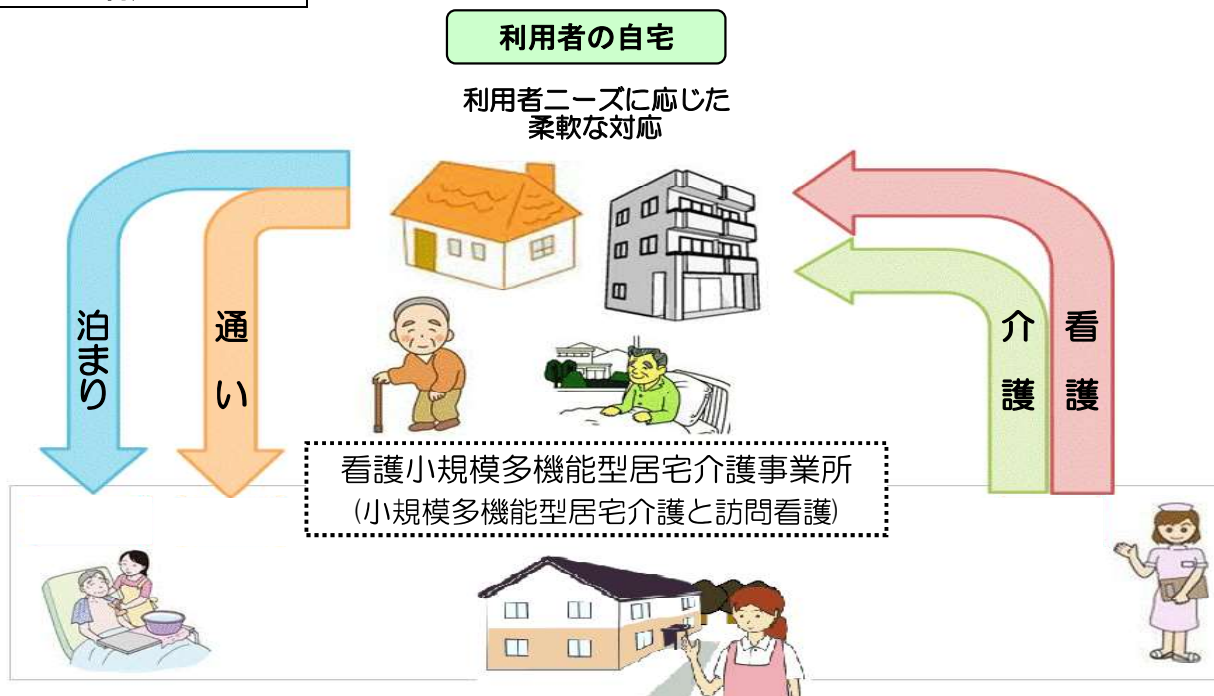 利用者の自宅
利用者ニーズに応じた
柔軟な対応
泊まり
通い
介護
看護
看護小規模多機能型居宅介護事業所
(小規模多機能型居宅介護と訪問看護)